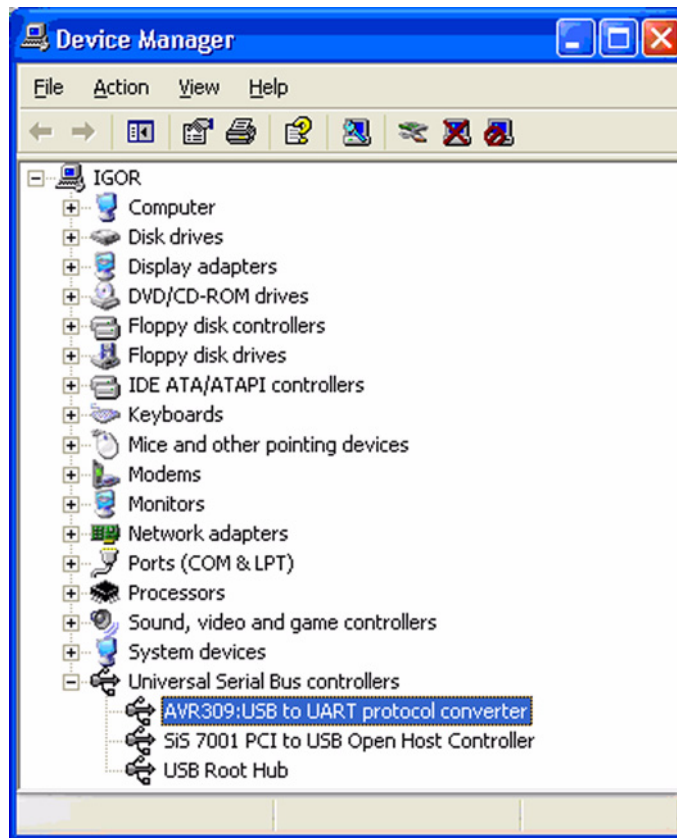 Device Manager
File Action View Help
IGOR
Computer
Disk drives
Display adapters
DVD/CD-ROM drives
Floppy disk controllers
Floppy disk drives
IDE ATA/ATAPI controllers
Keyboards
Mice and other pointing devices
Modems
Monitors
Network adapters
Ports (COM & LPT)
Processors
Sound, video and game controllers
System devices
Universal Serial Bus controllers
AVR309:USB to UART protocol converter
SiS 7001 PCI to USB Open Host Controller
USB Root Hub